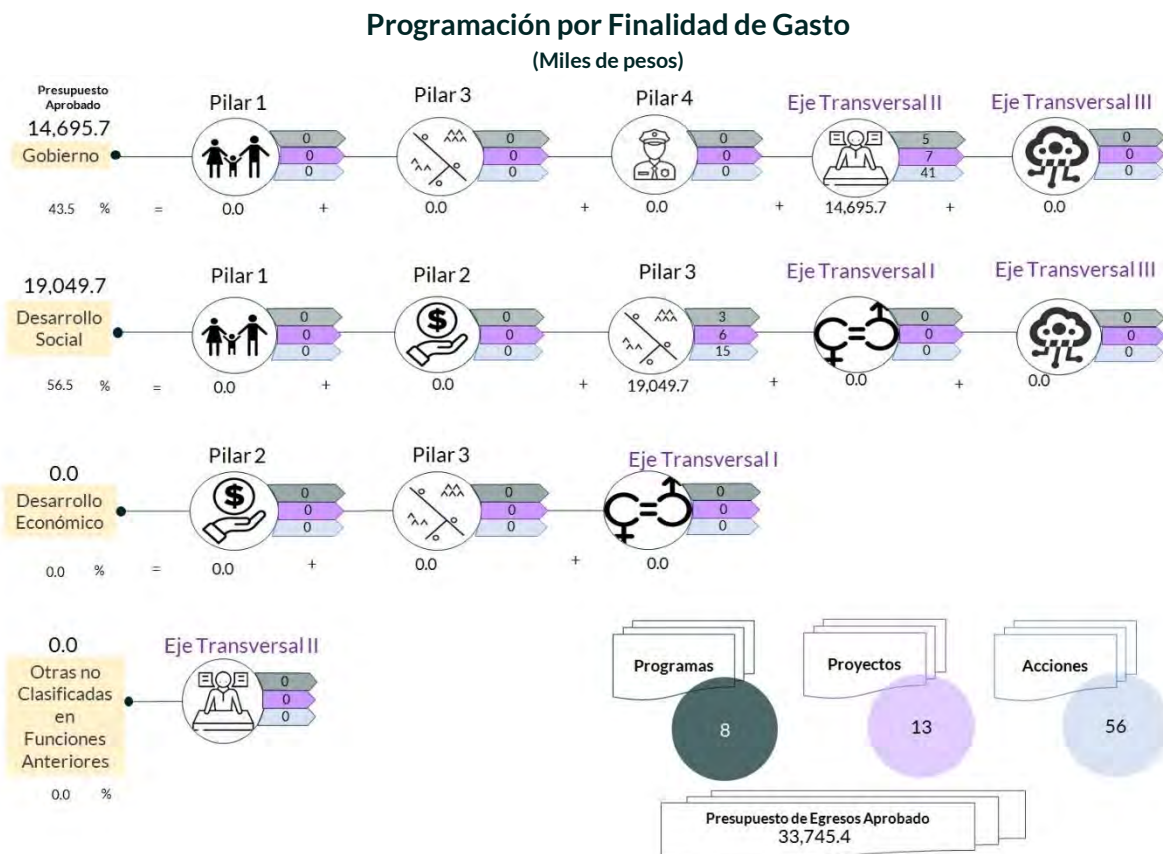 Programación por Finalidad de Gasto
(Miles de pesos)
Presupuesto
Aprobado
14,695.7
Gobierno
Pilar 1
0
0
0
Pilar 3
0
0
0
Pilar 4
0
0
0
Eje Transversal II
5
7
41
Eje Transversal III
0
0
0
43.5 % = 0.0 + 0.0 + 0.0 + 14,695.7 + 0.0
19,049.7
Desarrollo
Social
Pilar 1
0
0
0
Pilar 2
0
0
0
Pilar 3
3
6
15
Eje Transversal I
0
0
0
Eje Transversal III
0
0
0
56.5 % = 0.0 + 0.0 + 19,049.7 + 0.0 + 0.0
0.0
Desarrollo
Económico
Pilar 2
0
0
0
Pilar 3
0
0
0
Eje Transversal I
0
0
0
0.0 % = 0.0 + 0.0 + 0.0
0.0
Otras no
Clasificadas
en
Funciones
Anteriores
0.0 %
Eje Transversal II
0
0
0
Programas
8
Proyectos
13
Acciones
56
Presupuesto de Egresos Aprobado
33,745.4